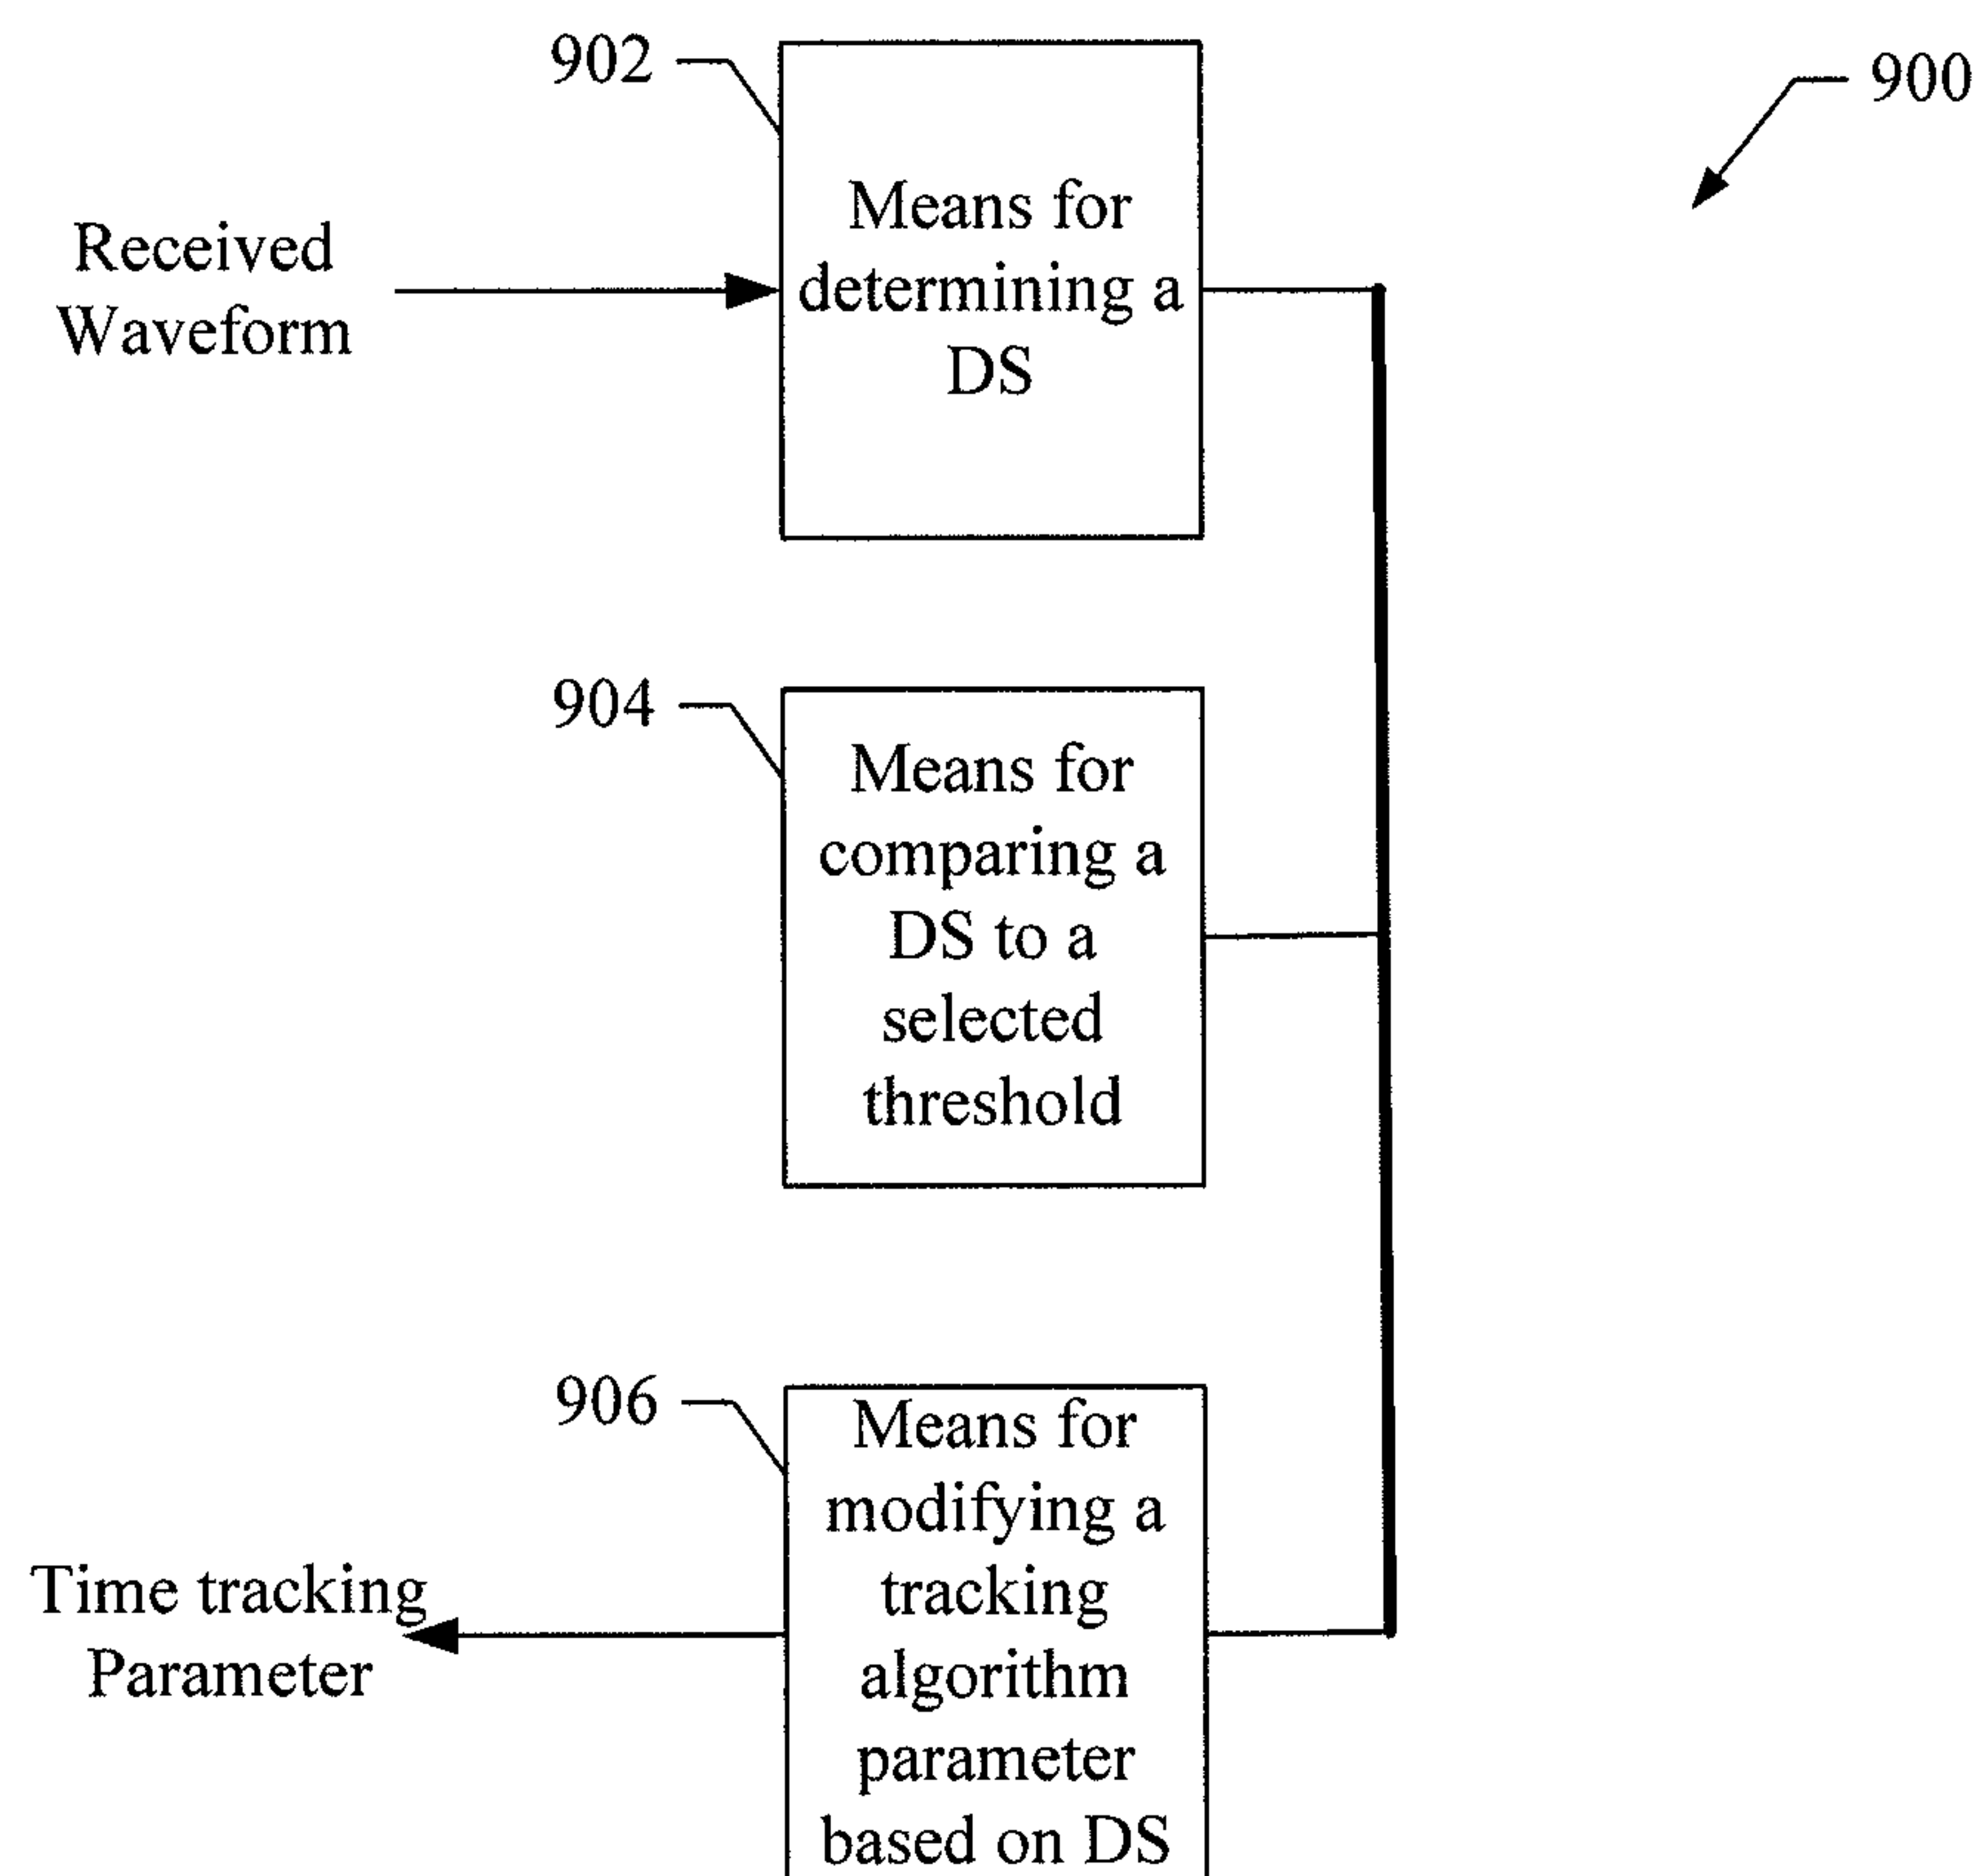 902
900
Received
Waveform
Means for
determining a
DS
904
Means for
comparing a
DS to a
selected
threshold
906
Means for
modifying a
tracking
algorithm
parameter
based on DS
Time tracking
Parameter